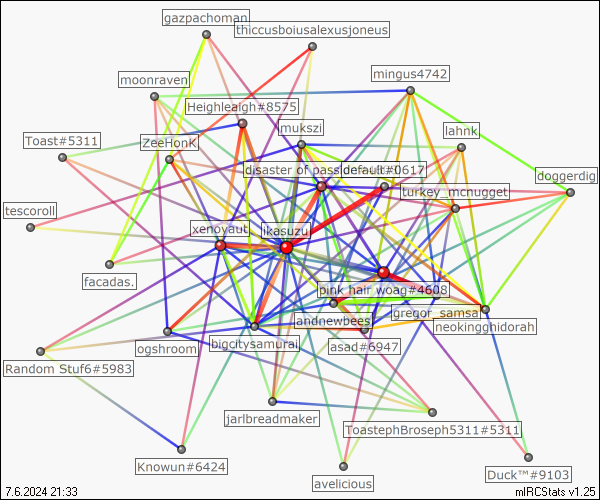 gazpachoman
thiccusboiusalexusjoneus
moonraven
mingus4742
Heighleaigh#8575
Toast#5311
ZeeHonK
mukszi
lahnk
disaster of pass
default#0617
doggerdig
turkey_mcnugget
tescoroll
xenoyaut
ikasuzu
facadas.
pink hair woag#4608
andnewbees
gregor_samsa
neokingghidorah
ogshroom
bigcitysamurai
asad#6947
Random Stuf6#5983
jarlbreadmaker
ToastephBroseph5311#5311
Knowun#6424
avelicious
Duck™#9103
7.6.2024 21:33
mIRCStats v1.25